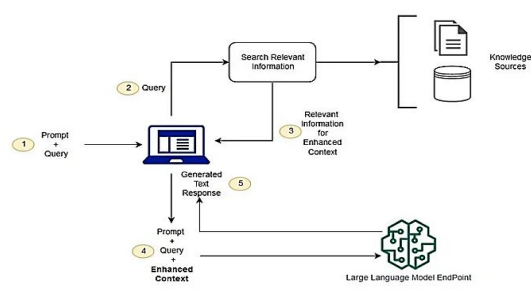 Search Relevant
Information
Knowledge
Sources
2 Query
Relevant
Information
for
Enhanced
Context
3
1
Prompt
+
Query
Generated
Text
Response
5
4
Prompt
+
Query
+
Enhanced
Context
Large Language Model EndPoint